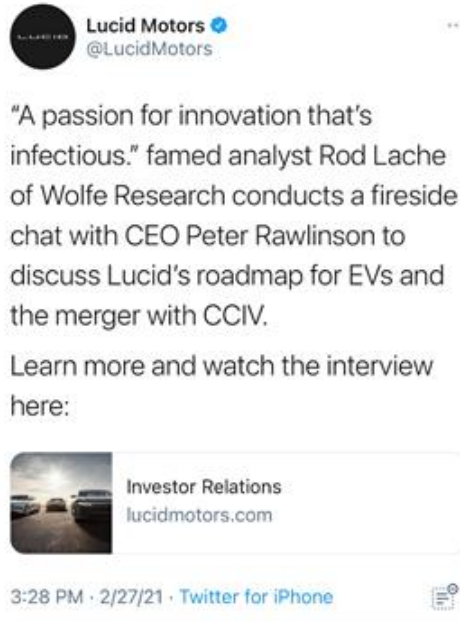 Lucid Motors
@LucidMotors
“A passion for innovation that's
infectious.” famed analyst Rod Lache
of Wolfe Research conducts a fireside
chat with CEO Peter Rawlinson to
discuss Lucid's roadmap for EVs and
the merger with CCIV.
Learn more and watch the interview
here:
Investor Relations
lucidmotors.com
3:28 PM · 2/27/21 · Twitter for iPhone